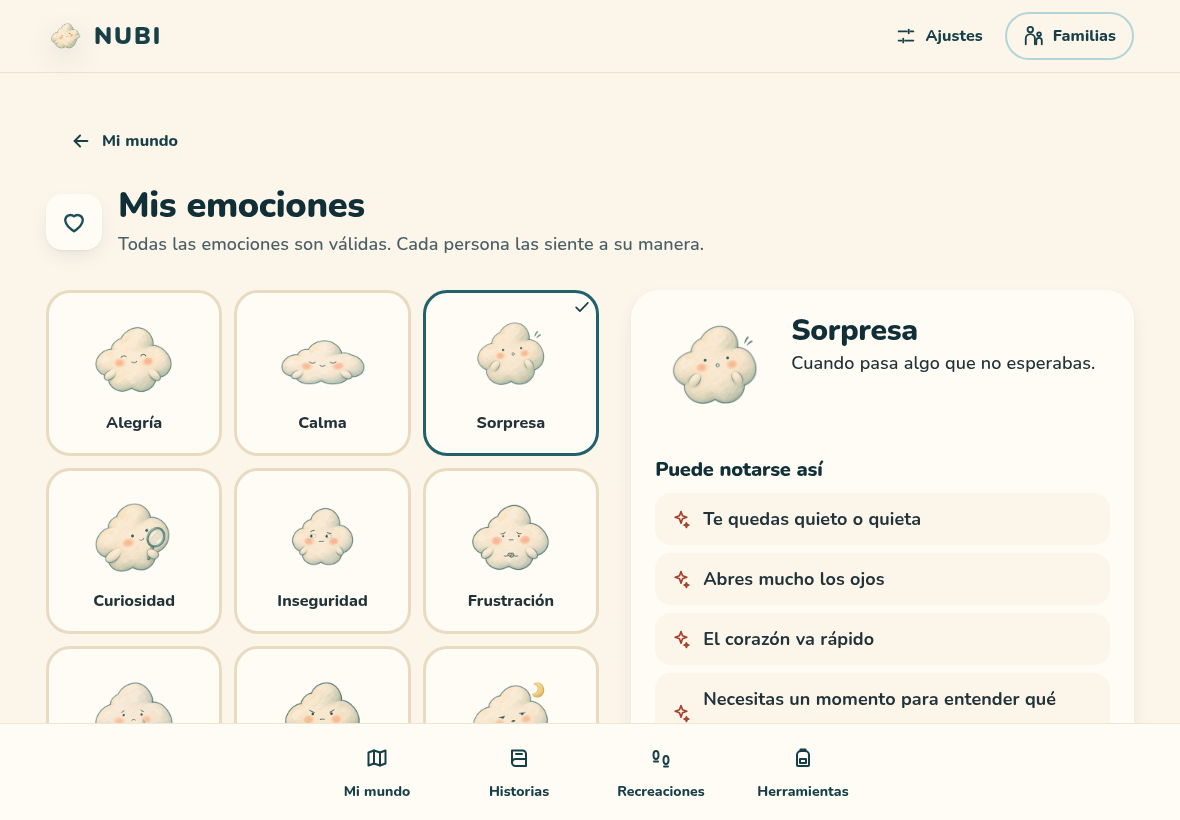 NUBI
Ajustes
Familias
Mi mundo
Mis emociones
Todas las emociones son válidas. Cada persona las siente a su manera.
Alegría
Calma
Sorpresa
Curiosidad
Inseguridad
Frustración
Sorpresa
Cuando pasa algo que no esperabas.
Puede notarse así
Te quedas quieto o quieta
Abres mucho los ojos
El corazón va rápido
Necesitas un momento para entender qué
Mi mundo
Historias
Recreaciones
Herramientas